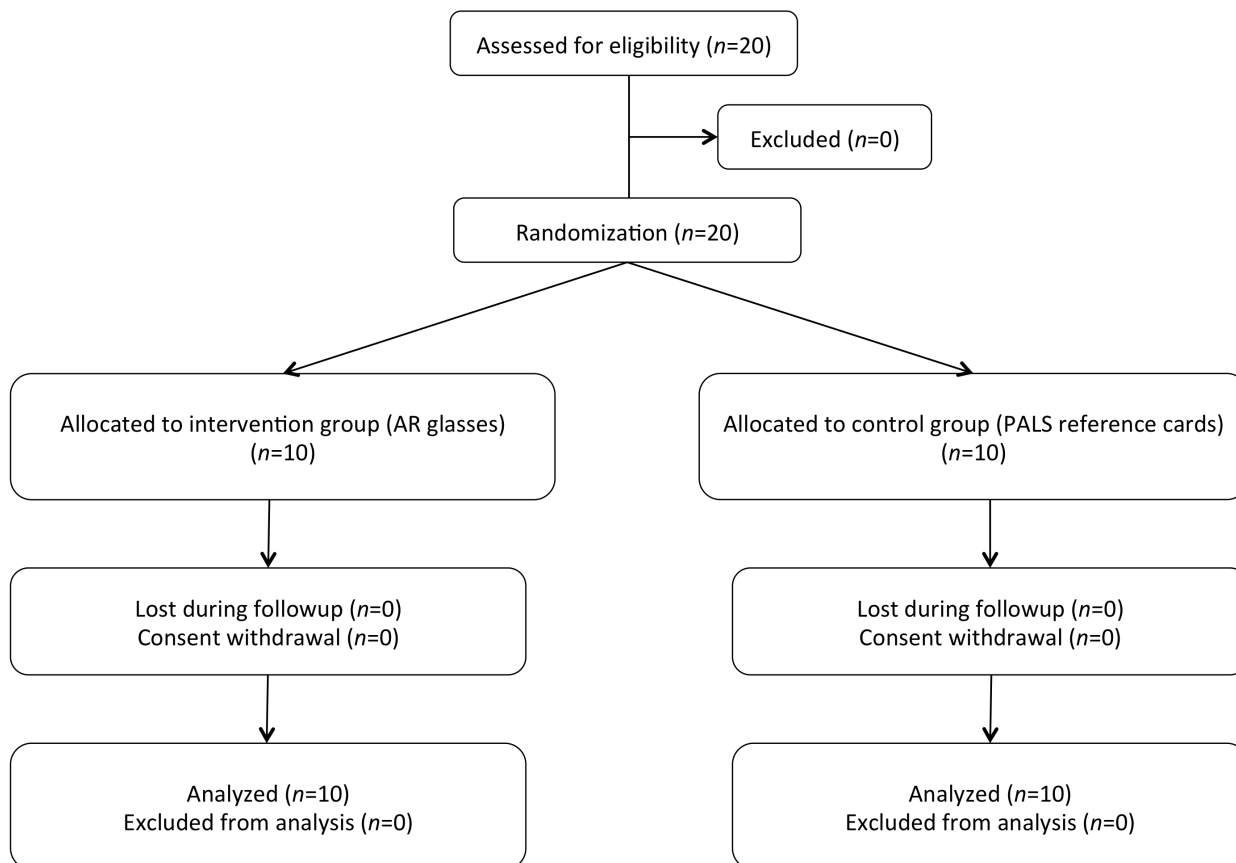 Assessed for eligibility (n=20)
Excluded (n=0)
Randomization (n=20)
Allocated to intervention group (AR glasses)
(n=10)
Allocated to control group (PALS reference cards)
(n=10)
Lost during followup (n=0)
Consent withdrawal (n=0)
Lost during followup (n=0)
Consent withdrawal (n=0)
Analyzed (n=10)
Excluded from analysis (n=0)
Analyzed (n=10)
Excluded from analysis (n=0)